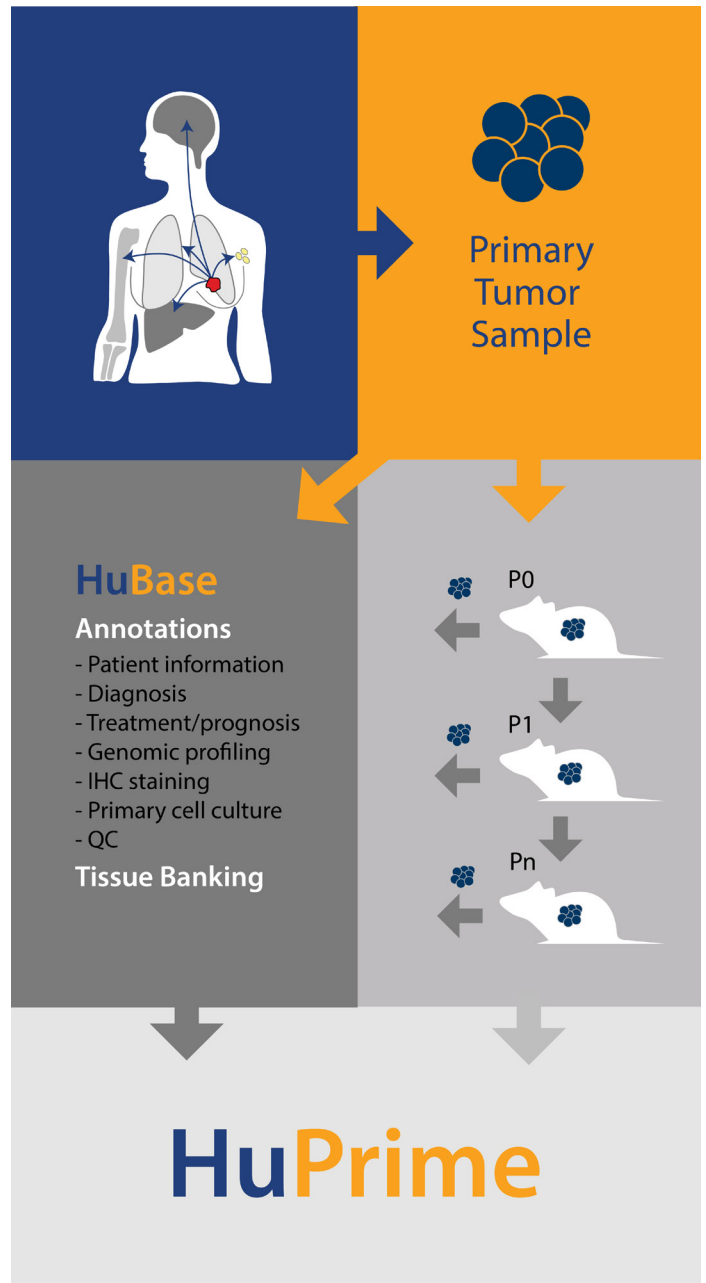 Primary
Tumor
Sample
HuBase
Annotations
- Patient information
- Diagnosis
- Treatment/prognosis
- Genomic profiling
- IHC staining
- Primary cell culture
- QC
Tissue Banking
P0
P1
Pn
HuPrime